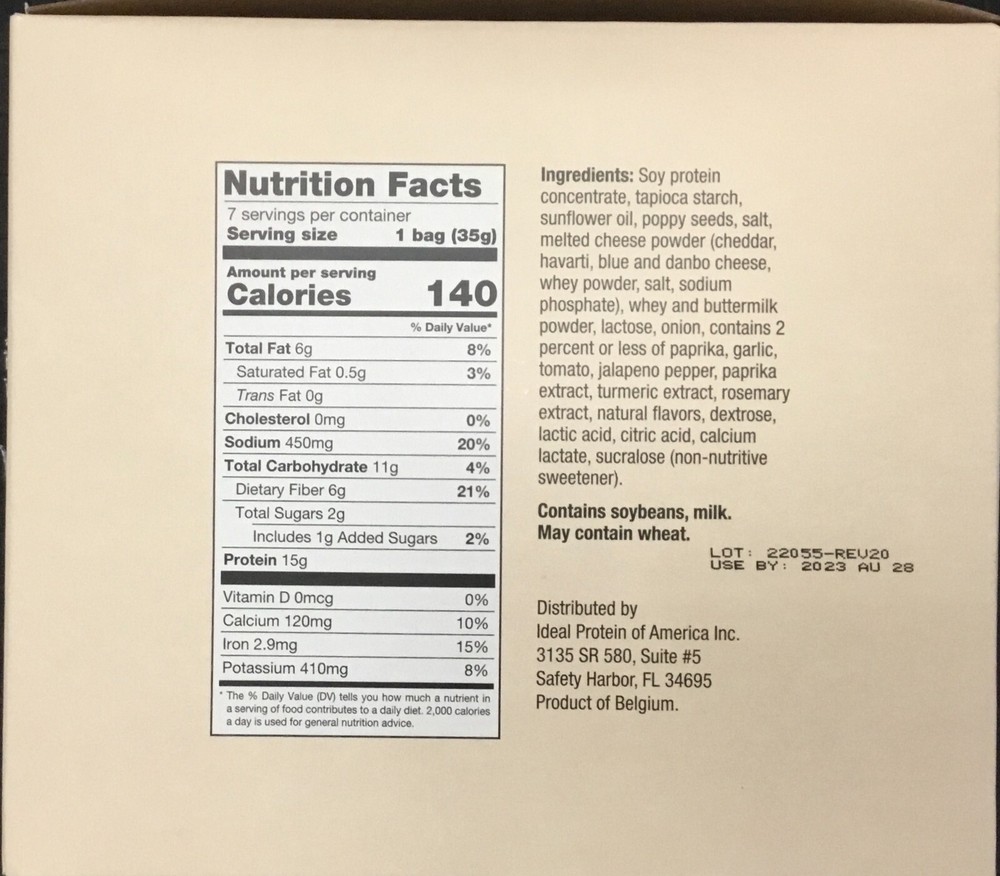 Nutrition Facts
7 servings per container
Serving size 1 bag (35g)
Amount per serving
Calories 140
% Daily Value*
Total Fat 6g 8%
Saturated Fat 0.5g 3%
Trans Fat 0g
Cholesterol 0mg 0%
Sodium 450mg 20%
Total Carbohydrate 11g 4%
Dietary Fiber 6g 21%
Total Sugars 2g
Includes 1g Added Sugars 2%
Protein 15g
Vitamin D 0mcg 0%
Calcium 120mg 10%
Iron 2.9mg 15%
Potassium 410mg 8%
* The % Daily Value (DV) tells you how much a nutrient in
a serving of food contributes to a daily diet. 2,000 calories
a day is used for general nutrition advice.
Ingredients: Soy protein
concentrate, tapioca starch,
sunflower oil, poppy seeds, salt,
melted cheese powder (cheddar,
havarti, blue and danbo cheese,
whey powder, salt, sodium
phosphate), whey and buttermilk
powder, lactose, onion, contains 2
percent or less of paprika, garlic,
tomato, jalapeno pepper, paprika
extract, turmeric extract, rosemary
extract, natural flavors, dextrose,
lactic acid, citric acid, calcium
lactate, sucralose (non-nutritive
sweetener).
Contains soybeans, milk.
May contain wheat.
LOT: 22055-REV20
USE BY: 2023 AU 28
Distributed by
Ideal Protein of America Inc.
3135 SR 580, Suite #5
Safety Harbor, FL 34695
Product of Belgium.